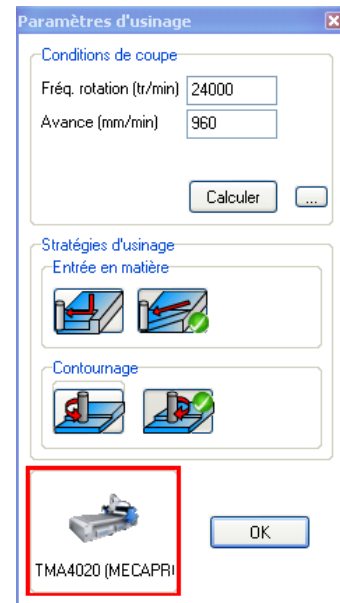 Paramètres d'usinage
Conditions de coupe
Fréq. rotation (tr/min) 24000
Avance (mm/min) 960
Calculer ...
Stratégies d'usinage
Entrée en matière
Contournage
OK
TMA4020 (MECAPRI